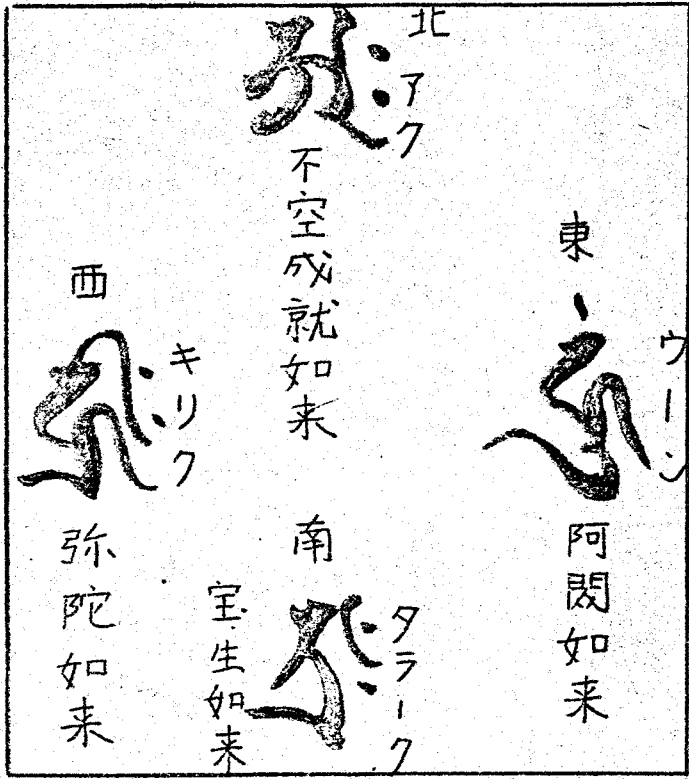 北
アク
𑖀𑖾
不空成就如来
東
ウーン
𑖮𑖳𑖽
阿閦如来
南
タラーク
𑖝𑖿𑖨𑖯𑖾
宝生如来
西
キリク
𑖮𑖿𑖨𑖱𑖾
弥陀如来